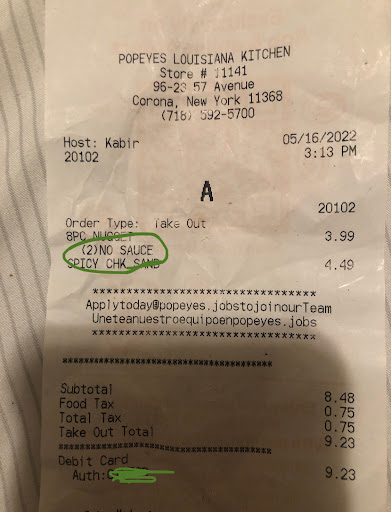 POPEYES LOUISIANA KITCHEN
Store # 11141
96-23 57 Avenue
Corona, New York 11368
(718) 592-5700
Host: Kabir 05/16/2022
20102 3:13 PM
A
20102
Order Type: Take Out
8PC NUGGET 3.99
(2)NO SAUCE
SPICY CHK SAND 4.49
************************************
Applytoday@popeyes.jobstojoinourTeam
Uneteanuestroequipoenpopeyes.jobs
************************************
************************************
Subtotal 8.48
Food Tax 0.75
Total Tax 0.75
Take Out Total 9.23
************************************
Debit Card 9.23
Auth: